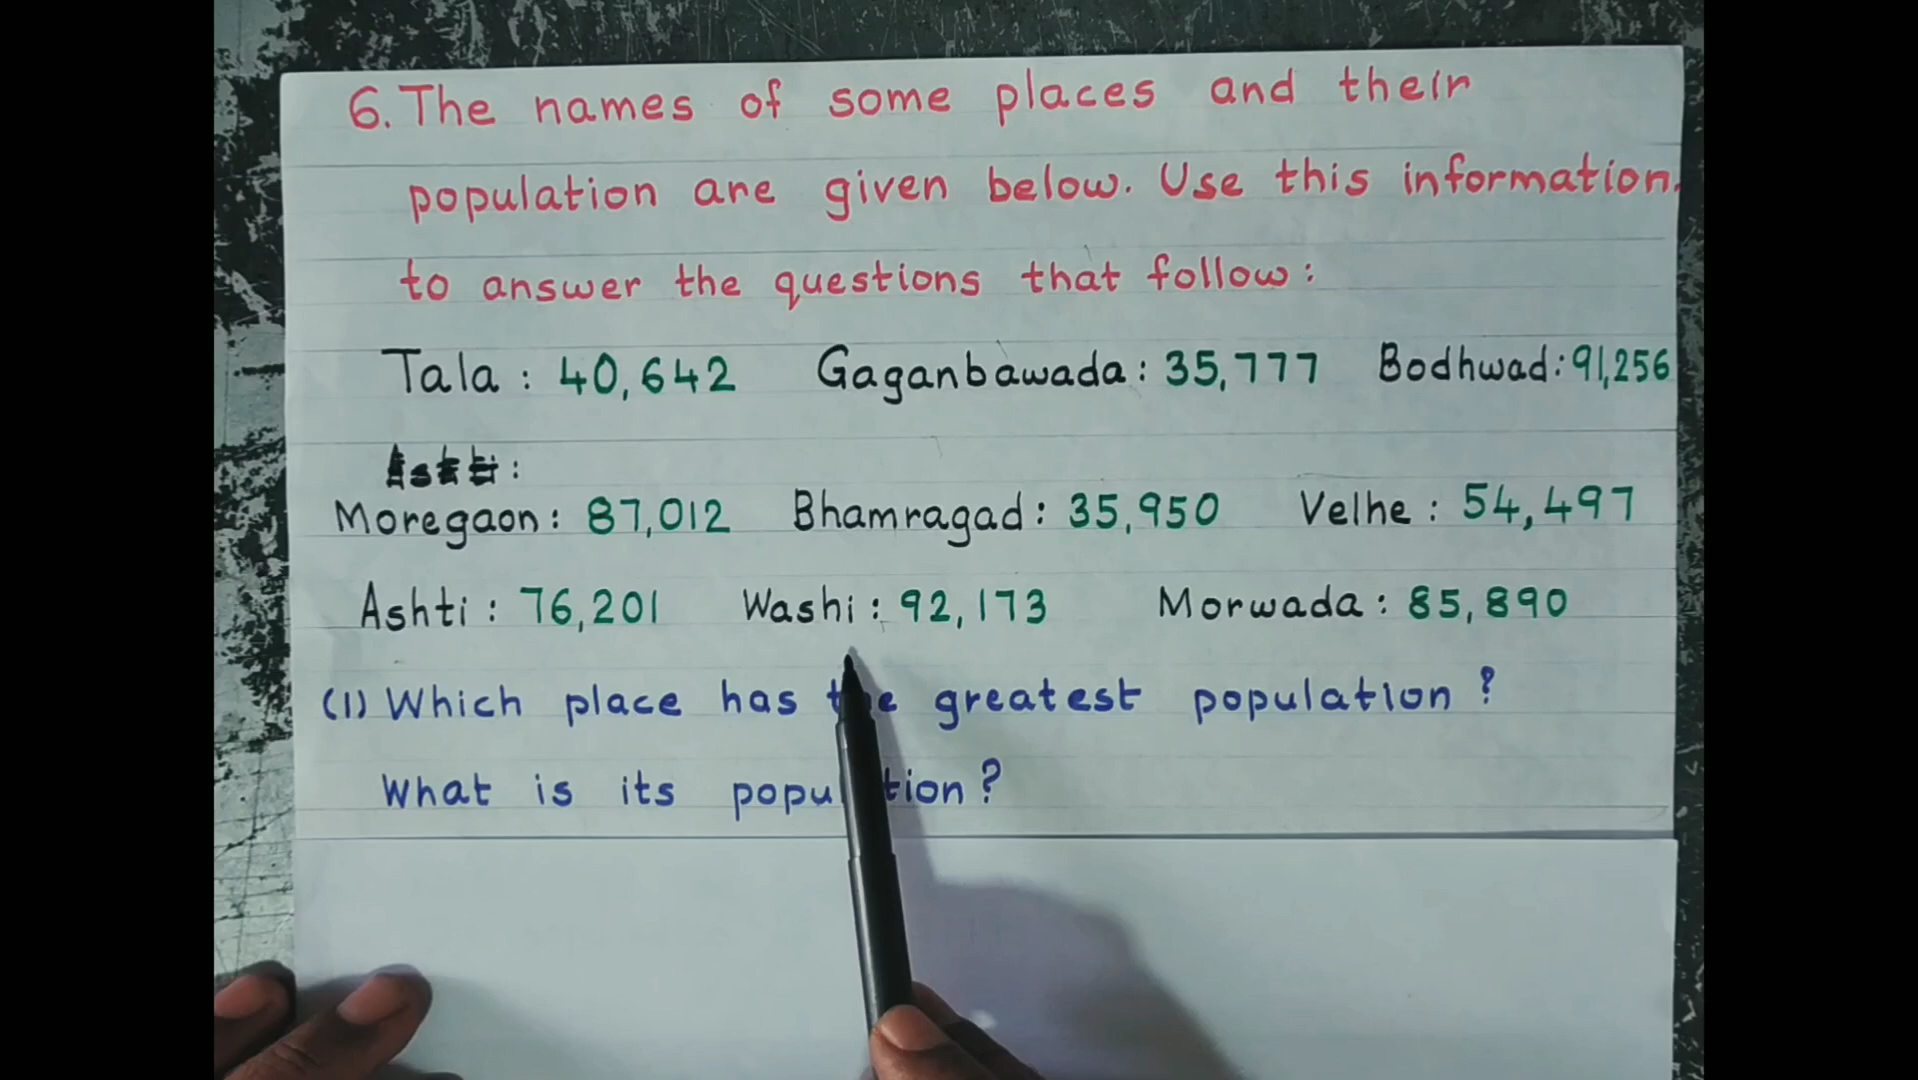 6. The names of some places and their
population are given below. Use this information.
to answer the questions that follow:
Tala : 40,642 Gaganbawada : 35,777 Bodhwad : 91,256
Moregaon : 87,012 Bhamragad : 35,950 Velhe : 54,497
Ashti : 76,201 Washi : 92,173 Morwada : 85,890
(1) Which place has the greatest population ?
What is its population ?